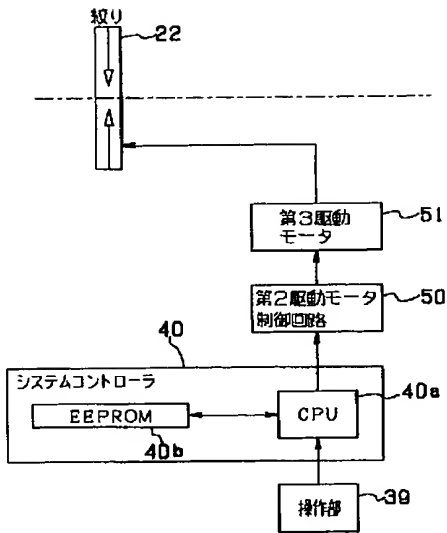 絞り
22
第3駆動
モータ
51
第2駆動モータ
制御回路
50
40
システムコントローラ
EEPROM
40b
CPU
40a
操作部
39